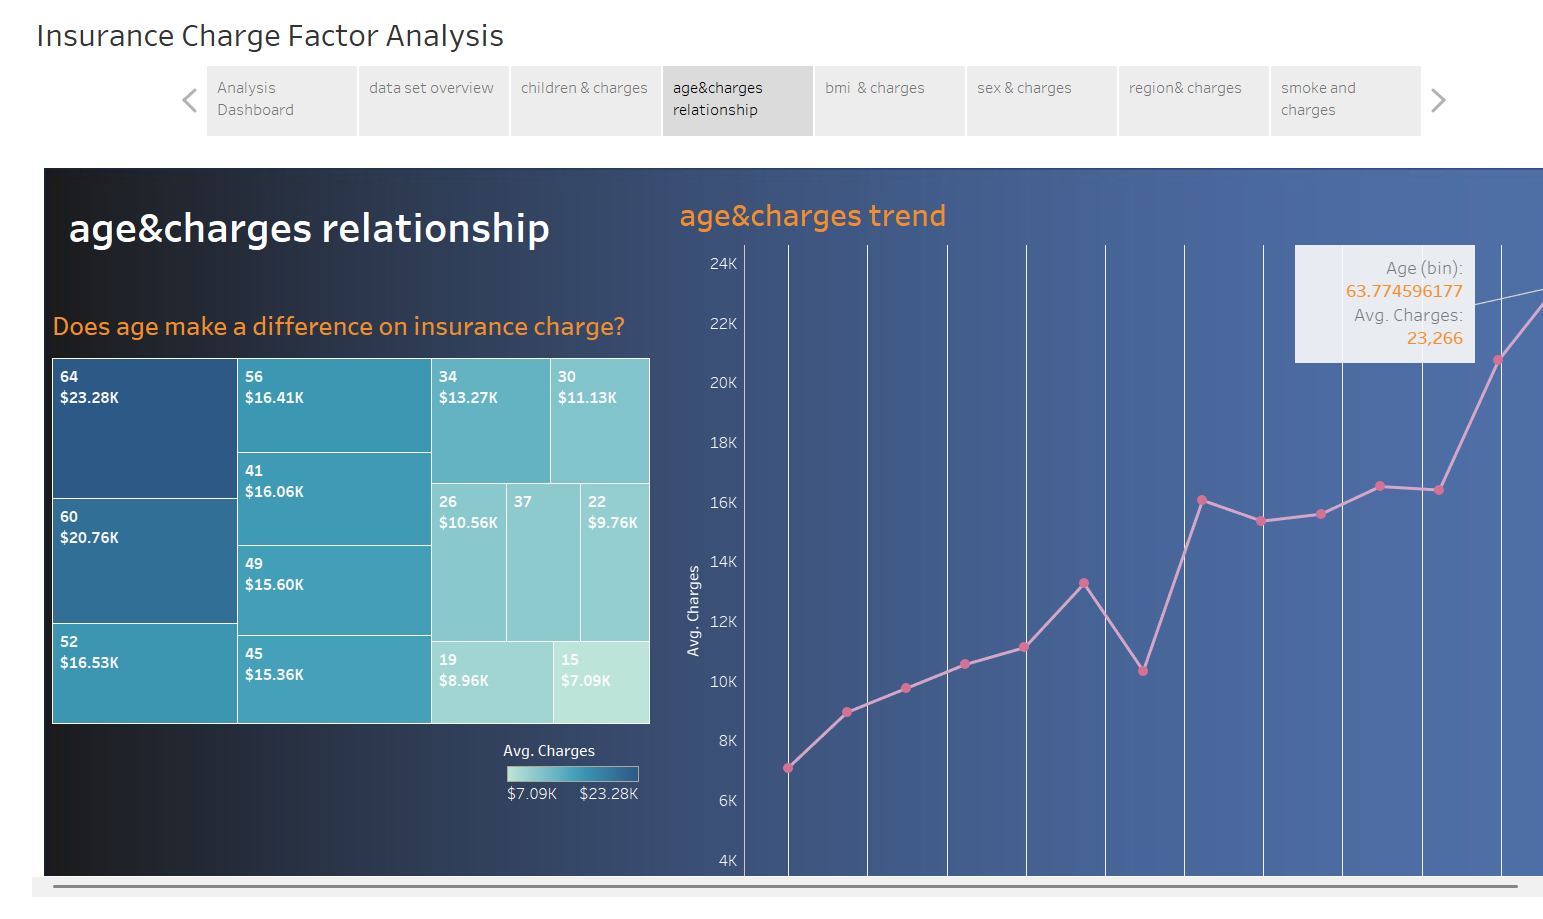 Insurance Charge Factor Analysis
Analysis
Dashboard
data set overview
children & charges
age&charges
relationship
bmi & charges
sex & charges
region& charges
smoke and
charges
age&charges relationship
Does age make a difference on insurance charge?
64
$23.28K
60
$20.76K
52
$16.53K
56
$16.41K
41
$16.06K
49
$15.60K
45
$15.36K
34
$13.27K
30
$11.13K
26
$10.56K
37
22
$9.76K
19
$8.96K
15
$7.09K
Avg. Charges
$7.09K $23.28K
age&charges trend
Avg. Charges
24K
22K
20K
18K
16K
14K
12K
10K
8K
6K
4K
Age (bin):
63.774596177
Avg. Charges:
23,266